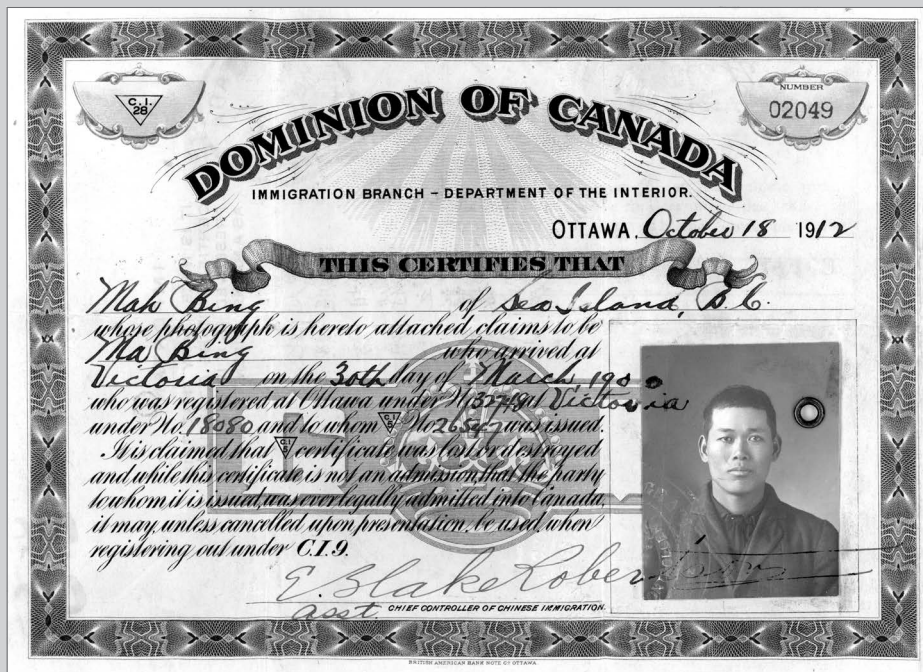 C.I.
28
NUMBER
02049
DOMINION OF CANADA
IMMIGRATION BRANCH - DEPARTMENT OF THE INTERIOR.
OTTAWA, October 18 1912
THIS CERTIFIES THAT
Mah Bing of Sea Island, B.C.
whose photograph is hereto attached claims to be
Ma Bing who arrived at
Victoria on the 30th day of March, 1900
who was registered at Ottawa under No. 37748 at Victoria
under No. 18080 and to whom C.I. 5 No 26547 was issued.
It is claimed that C.I. 5 certificate was lost or destroyed
and while this certificate is not an admission that the party
to whom it is issued, was ever legally admitted into Canada,
it may, unless cancelled upon presentation, be used when
registering out under C.I.9.
E. Blake Robertson
asst. CHIEF CONTROLLER OF CHINESE IMMIGRATION.
BRITISH AMERICAN BANK NOTE CO OTTAWA